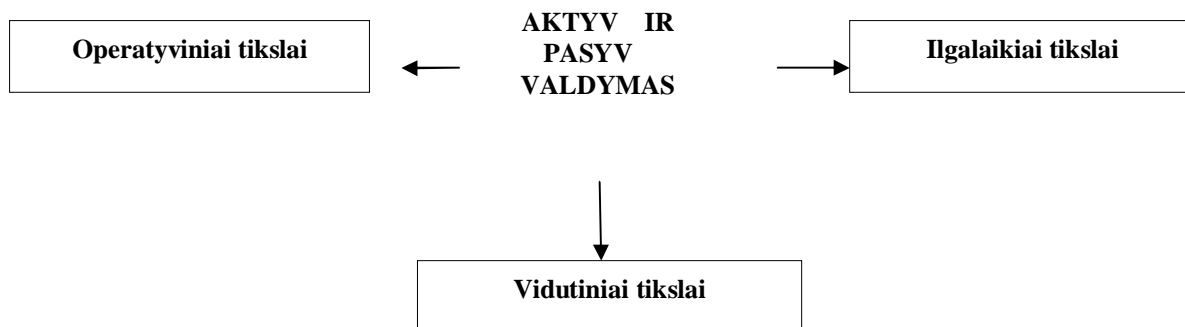 AKTYV IR
PASYV
VALDYMAS
Operatyviniai tikslai
Ilgalaikiai tikslai
Vidutiniai tikslai